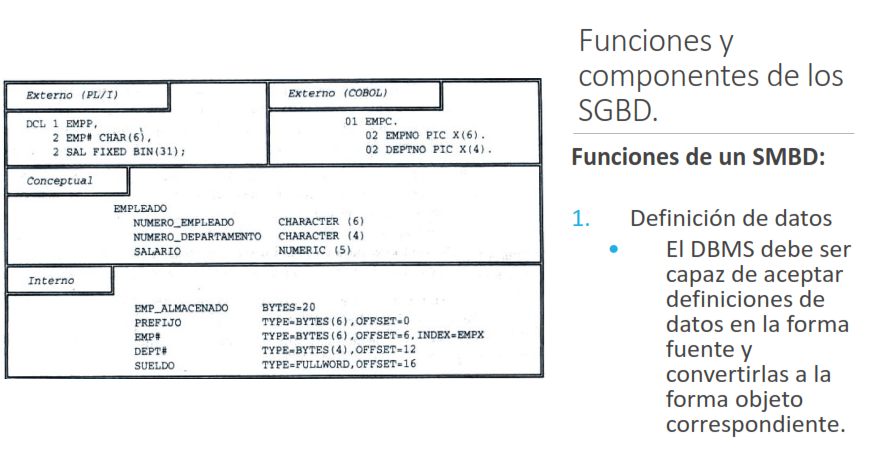 Funciones y
componentes de los
SGBD.
Externo (PL/I)
DCL 1 EMPP,
2 EMP# CHAR(6),
2 SAL FIXED BIN(31);
Externo (COBOL)
01 EMPC.
02 EMPNO PIC X(6).
02 DEPTNO PIC X(4).
Conceptual
EMPLEADO
NUMERO_EMPLEADO CHARACTER (6)
NUMERO_DEPARTAMENTO CHARACTER (4)
SALARIO NUMERIC (5)
Interno
EMP_ALMACENADO BYTES=20
PREFIJO TYPE=BYTES(6),OFFSET=0
EMP# TYPE=BYTES(6),OFFSET=6,INDEX=EMPX
DEPT# TYPE=BYTES(4),OFFSET=12
SUELDO TYPE=FULLWORD,OFFSET=16
Funciones de un SMBD:
1. Definición de datos
• El DBMS debe ser
capaz de aceptar
definiciones de
datos en la forma
fuente y
convertirlas a la
forma objeto
correspondiente.